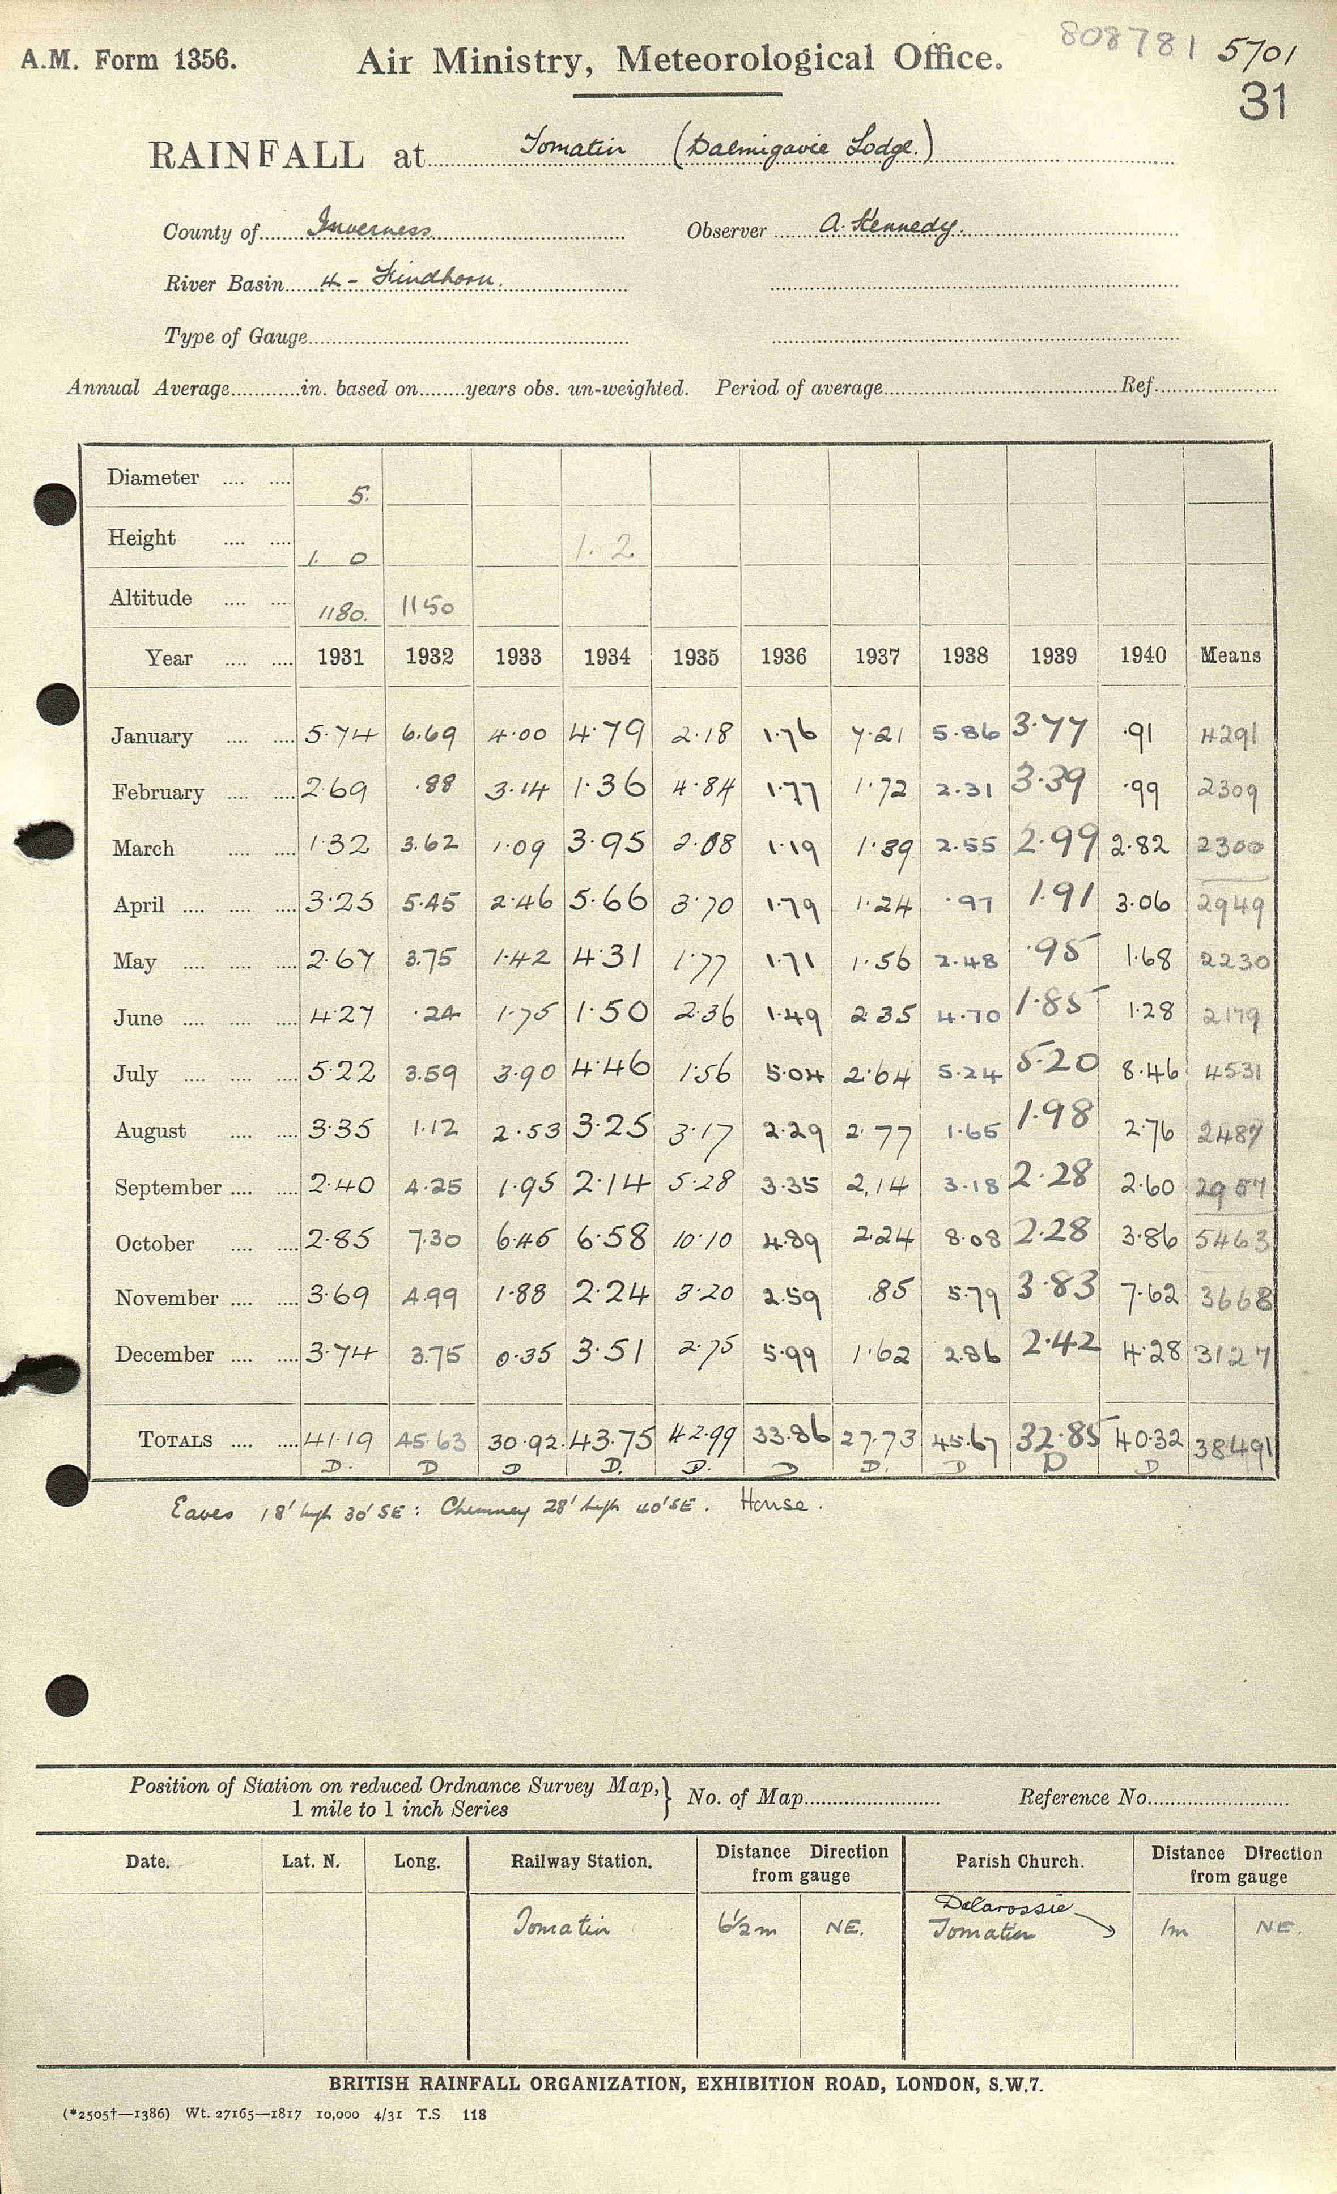 A.M. Form 1356. Air Ministry, Meteorological Office. 808781 5701
31
RAINFALL at Tomatin (Dalmigavie Lodge.)
County of Inverness Observer A. Kennedy.
River Basin 4 - Findhorn.
Type of Gauge
Annual Average in. based on years obs. un-weighted. Period of average Ref.
Diameter 5.
Height 1. 0 1. 2
Altitude 1180. 1150
Year 1931 1932 1933 1934 1935 1936 1937 1938 1939 1940 Means
January 5.74 6.69 4.00 4.79 2.18 1.76 7.21 5.86 3.77 .91 4291
February 2.69 .88 3.14 1.36 4.84 1.77 1.72 2.31 3.39 .99 2309
March 1.32 3.62 1.09 3.95 2.08 1.19 1.39 2.55 2.99 2.82 2300
April 3.25 5.45 2.46 5.66 3.70 1.79 1.24 .97 1.91 3.06 2949
May 2.67 3.75 1.42 4.31 1.77 1.71 1.56 2.48 .95 1.68 2230
June 4.27 .24 1.75 1.50 2.36 1.49 2.35 4.70 1.85 1.28 2179
July 5.22 3.59 3.90 4.46 1.56 5.04 2.64 5.24 5.20 8.46 4531
August 3.35 1.12 2.53 3.25 3.17 2.29 2.77 1.65 1.98 2.76 2487
September 2.40 4.25 1.95 2.14 5.28 3.35 2.14 3.18 2.28 2.60 2957
October 2.85 7.30 6.45 6.58 10.10 4.89 2.24 8.08 2.28 3.86 5463
November 3.69 4.99 1.88 2.24 3.20 2.59 .85 5.79 3.83 7.62 3668
December 3.74 3.75 0.35 3.51 2.75 5.99 1.62 2.86 2.42 4.28 3127
TOTALS 41.19 45.63 30.92 43.75 42.99 33.86 27.73 45.67 32.85 40.32 38491
D. D D D. D. D D. D D D
Eaves 18' high 30' SE : Chimney 28' high 40' SE. House.
Position of Station on reduced Ordnance Survey Map, } No. of Map Reference No.
1 mile to 1 inch Series
Date. Lat. N. Long. Railway Station. Distance Direction from gauge Parish Church. Distance Direction from gauge
Dalarossie
Tomatin 6½m NE. Tomatin 1m NE.
BRITISH RAINFALL ORGANIZATION, EXHIBITION ROAD, LONDON, S.W.7.
(*2505†—1386) Wt. 27165—1817 10,000 4/31 T.S 118